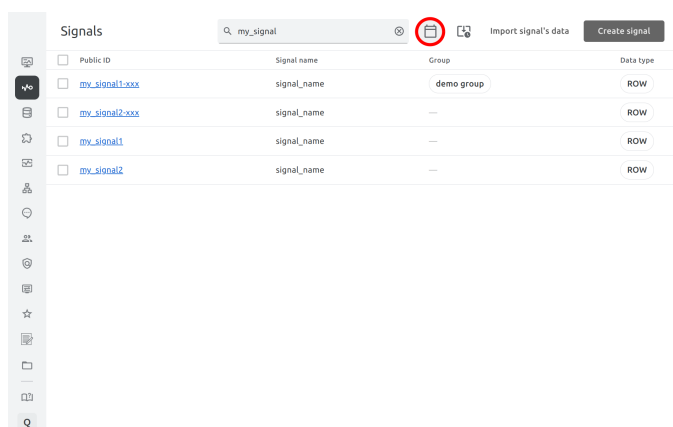 Signals
my_signal
Import signal's data
Create signal
Public ID
Signal name
Group
Data type
my_signal1-xxx
signal_name
demo group
ROW
my_signal2-xxx
signal_name
—
ROW
my_signal1
signal_name
—
ROW
my_signal2
signal_name
—
ROW
Q